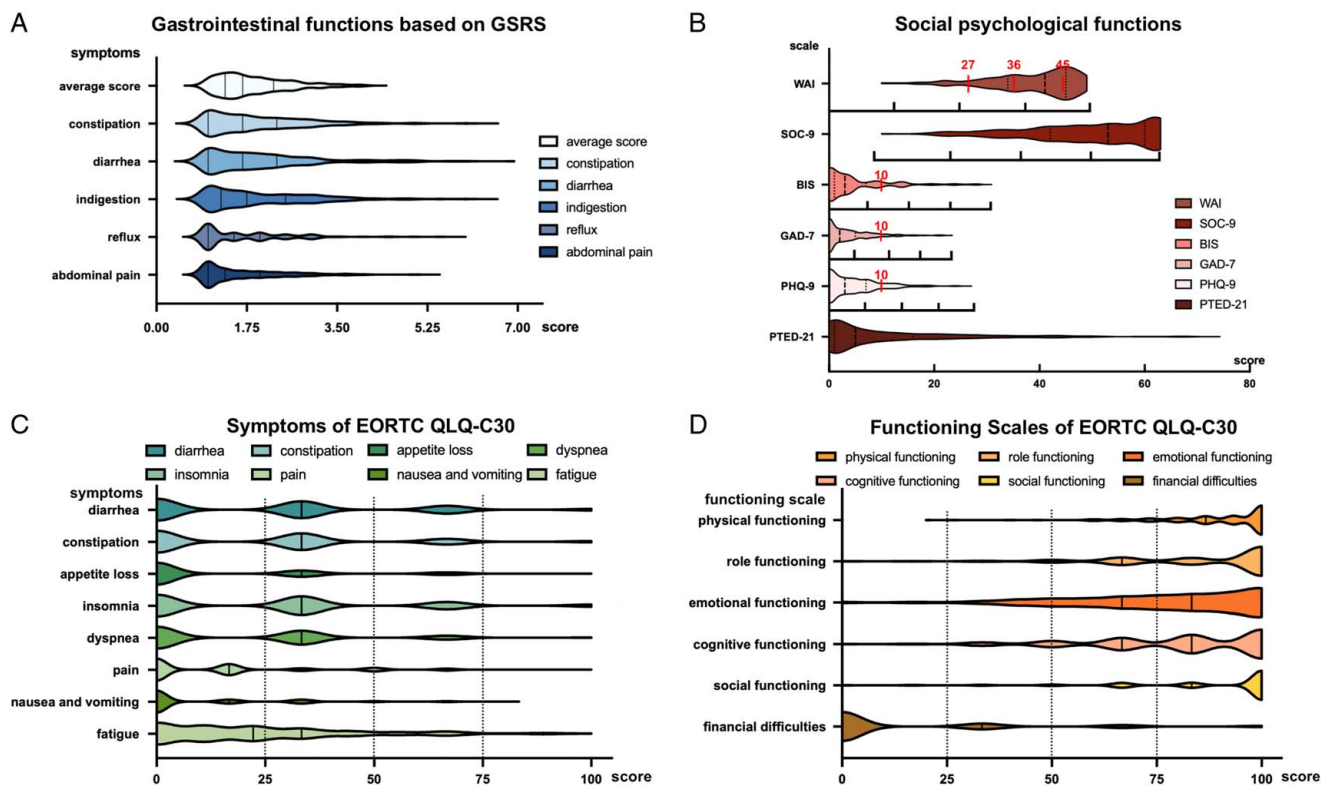 A
Gastrointestinal functions based on GSRS
symptoms
average score
constipation
diarrhea
indigestion
reflux
abdominal pain
average score
constipation
diarrhea
indigestion
reflux
abdominal pain
0.00 1.75 3.50 5.25 7.00 score
B
Social psychological functions
scale
WAI
27 36 45
SOC-9
BIS
10
GAD-7
10
PHQ-9
10
PTED-21
WAI
SOC-9
BIS
GAD-7
PHQ-9
PTED-21
score
0 20 40 60 80
C
Symptoms of EORTC QLQ-C30
diarrhea constipation appetite loss dyspnea
insomnia pain nausea and vomiting fatigue
symptoms
diarrhea
constipation
appetite loss
insomnia
dyspnea
pain
nausea and vomiting
fatigue
0 25 50 75 100 score
D
Functioning Scales of EORTC QLQ-C30
physical functioning role functioning emotional functioning
cognitive functioning social functioning financial difficulties
functioning scale
physical functioning
role functioning
emotional functioning
cognitive functioning
social functioning
financial difficulties
0 25 50 75 100 score